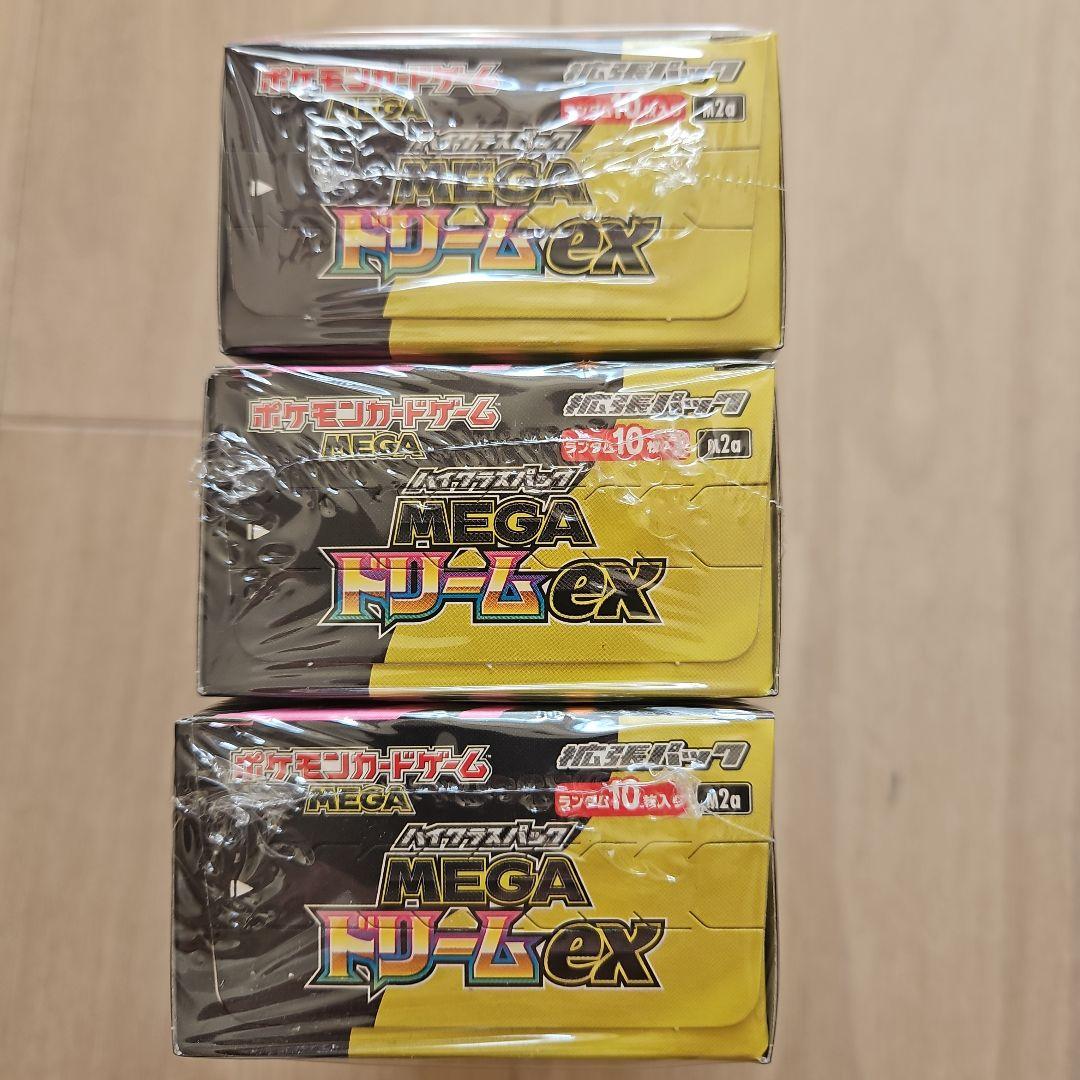 ポケモンカードゲーム
MEGA
拡張パック
ランダム10枚入り
m2a
ハイクラスパック
MEGA
ドリームex
ポケモンカードゲーム
MEGA
拡張パック
ランダム10枚入り
m2a
ハイクラスパック
MEGA
ドリームex
ポケモンカードゲーム
MEGA
拡張パック
ランダム10枚入り
m2a
ハイクラスパック
MEGA
ドリームex